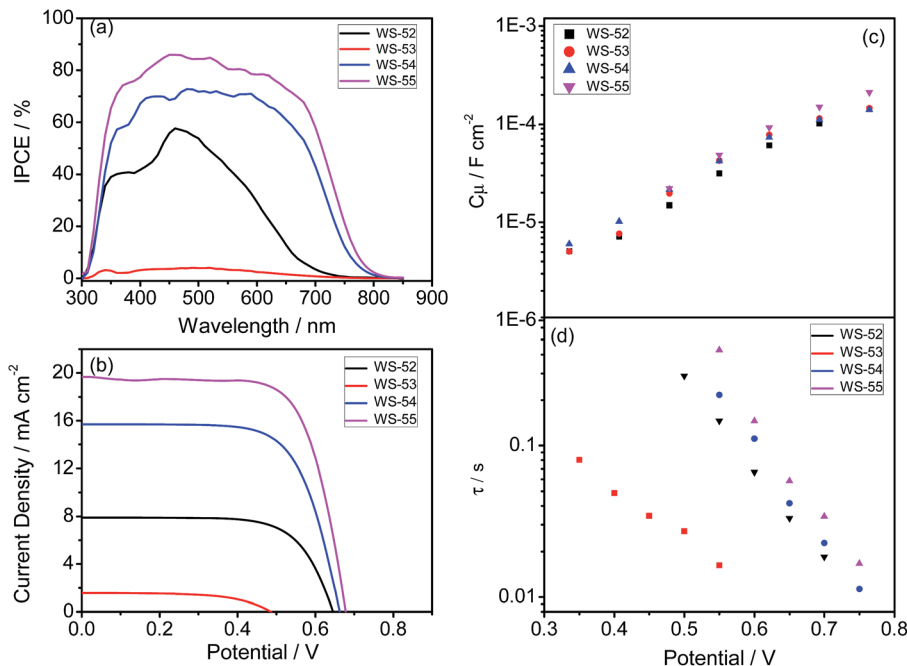 (a)
WS-52
WS-53
WS-54
WS-55
100
80
60
40
20
0
IPCE / %
300 400 500 600 700 800 900
Wavelength / nm
(b)
WS-52
WS-53
WS-54
WS-55
20
16
12
8
4
0
Current Density / mA cm⁻²
0.0 0.2 0.4 0.6 0.8
Potential / V
(c)
WS-52
WS-53
WS-54
WS-55
1E-3
1E-4
1E-5
1E-6
Cμ / F cm⁻²
(d)
WS-52
WS-53
WS-54
WS-55
0.1
0.01
τ / s
0.3 0.4 0.5 0.6 0.7 0.8
Potential / V